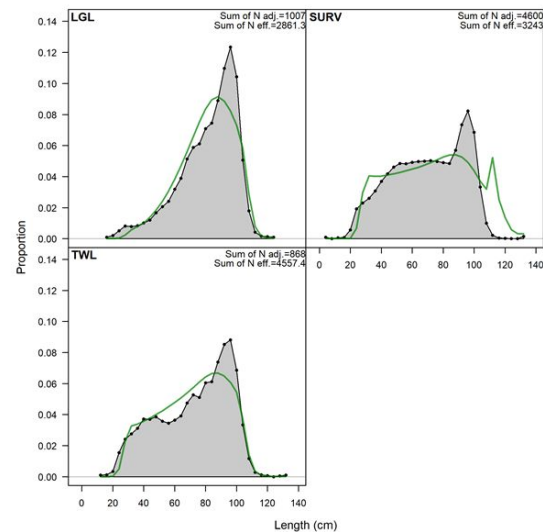 LGL
Sum of N adj.=1007
Sum of N eff.=2861.3
SURV
Sum of N adj.=4600
Sum of N eff.=3243
0.14
0.12
0.10
0.08
0.06
0.04
0.02
0.00
TWL
Sum of N adj.=868
Sum of N eff.=4557.4
0 20 40 60 80 100 120 140
0.14
0.12
0.10
0.08
0.06
0.04
0.02
0.00
0 20 40 60 80 100 120 140
Proportion
Length (cm)